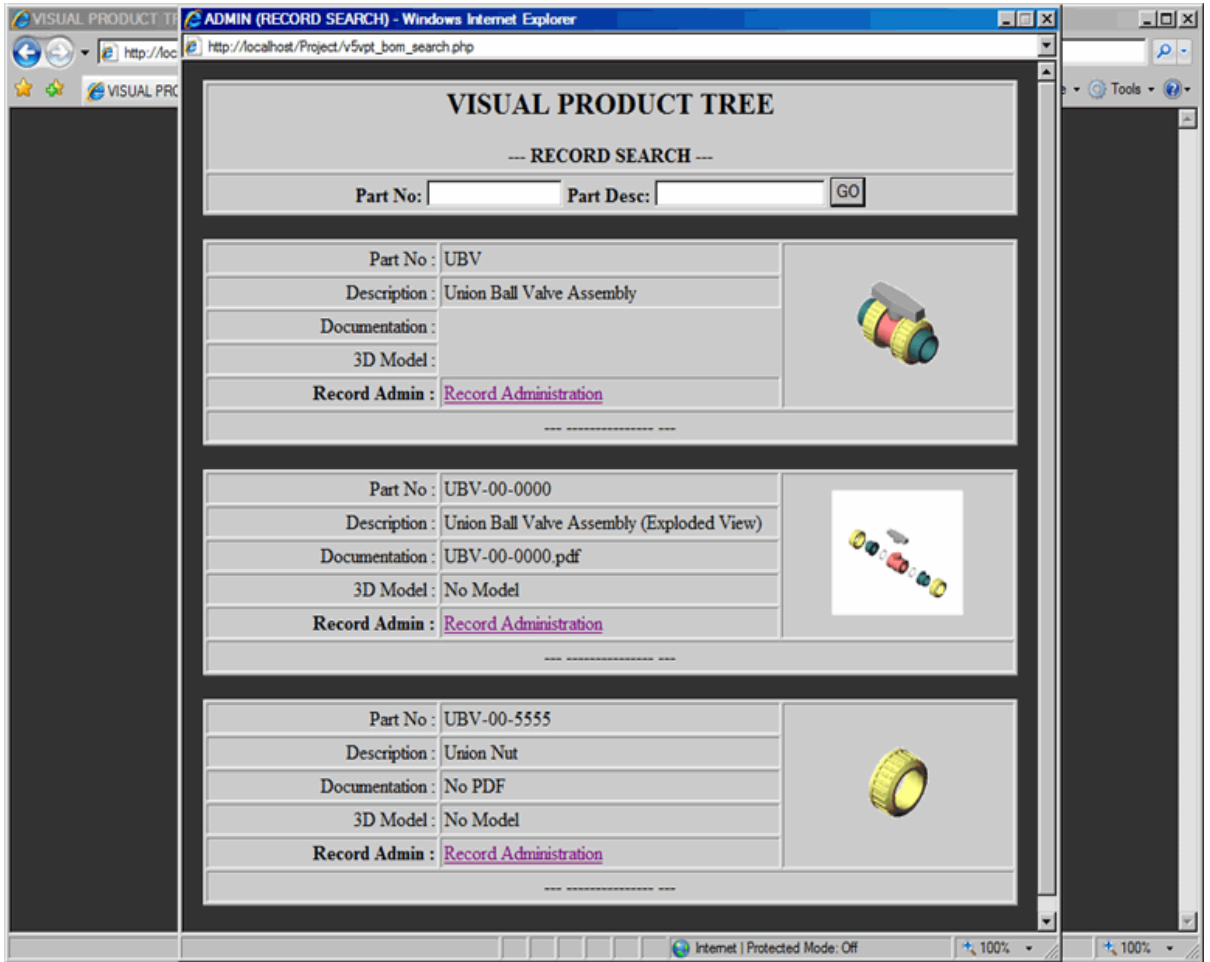 VISUAL PRODUCT TR
ADMIN (RECORD SEARCH) - Windows Internet Explorer
http://loc
http://localhost/Project/v5vpt_bom_search.php
VISUAL PRO
Tools
VISUAL PRODUCT TREE
--- RECORD SEARCH ---
Part No: Part Desc: GO
Part No : UBV
Description : Union Ball Valve Assembly
Documentation :
3D Model :
Record Admin : Record Administration
--- --------------- ---
Part No : UBV-00-0000
Description : Union Ball Valve Assembly (Exploded View)
Documentation : UBV-00-0000.pdf
3D Model : No Model
Record Admin : Record Administration
--- --------------- ---
Part No : UBV-00-5555
Description : Union Nut
Documentation : No PDF
3D Model : No Model
Record Admin : Record Administration
--- --------------- ---
Internet | Protected Mode: Off 100% 100%